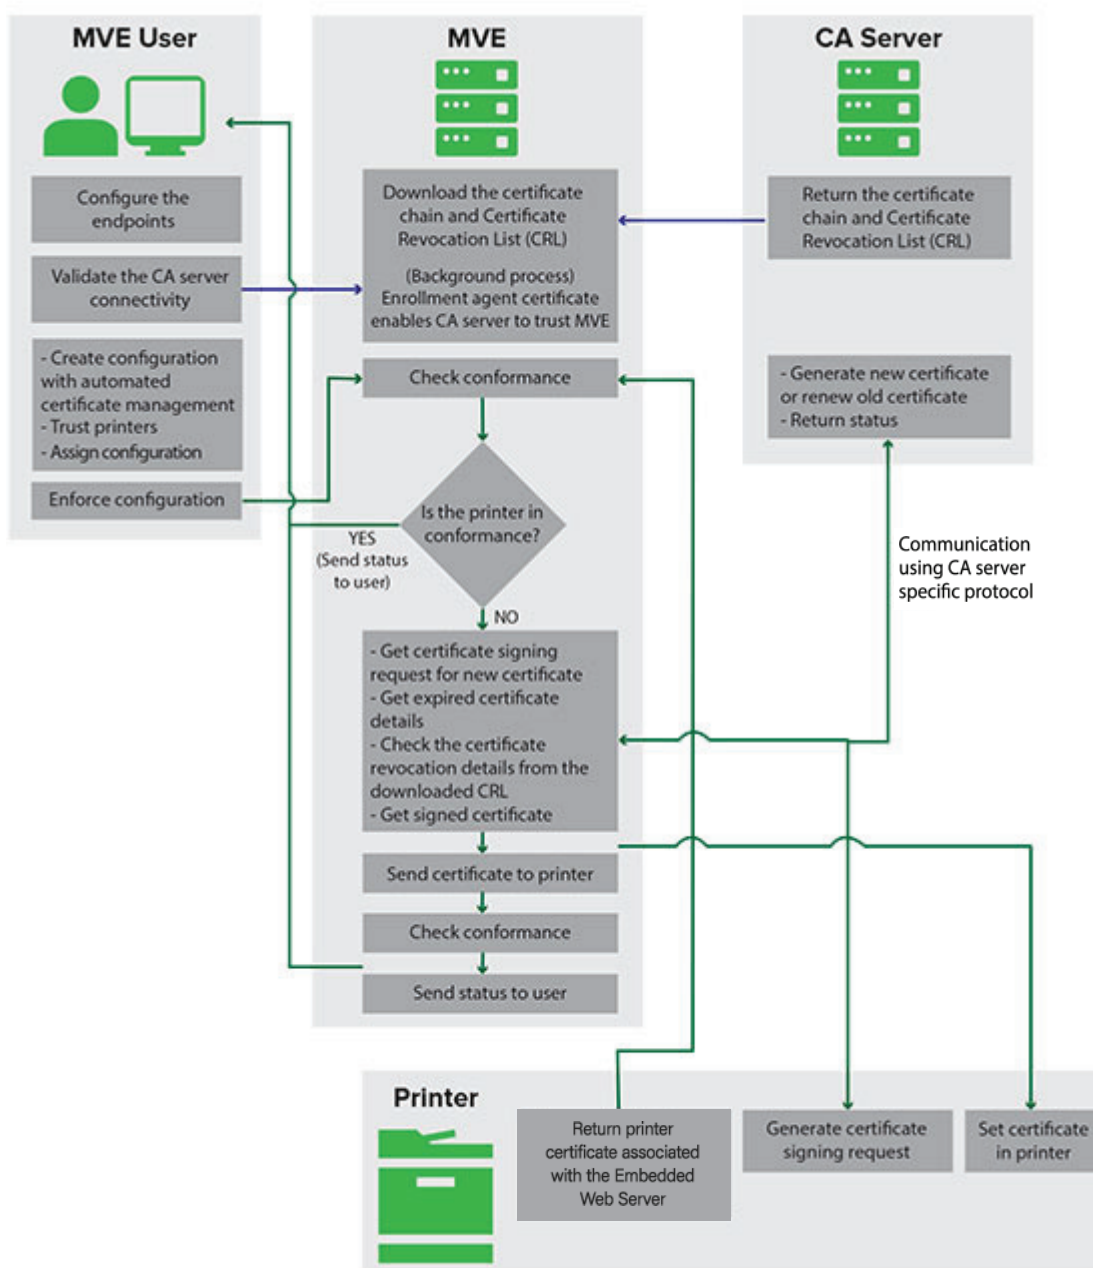 MVE User
Configure the
endpoints
Validate the CA server
connectivity
- Create configuration
with automated
certificate management
- Trust printers
- Assign configuration
Enforce configuration
MVE
Download the certificate
chain and Certificate
Revocation List (CRL)
(Background process)
Enrollment agent certificate
enables CA server to trust MVE
Check conformance
Is the printer in
conformance?
YES
(Send status
to user)
NO
- Get certificate signing
request for new certificate
- Get expired certificate
details
- Check the certificate
revocation details from the
downloaded CRL
- Get signed certificate
Send certificate to printer
Check conformance
Send status to user
CA Server
Return the certificate
chain and Certificate
Revocation List (CRL)
- Generate new certificate
or renew old certificate
- Return status
Communication
using CA server
specific protocol
Printer
Return printer
certificate associated
with the Embedded
Web Server
Generate certificate
signing request
Set certificate
in printer